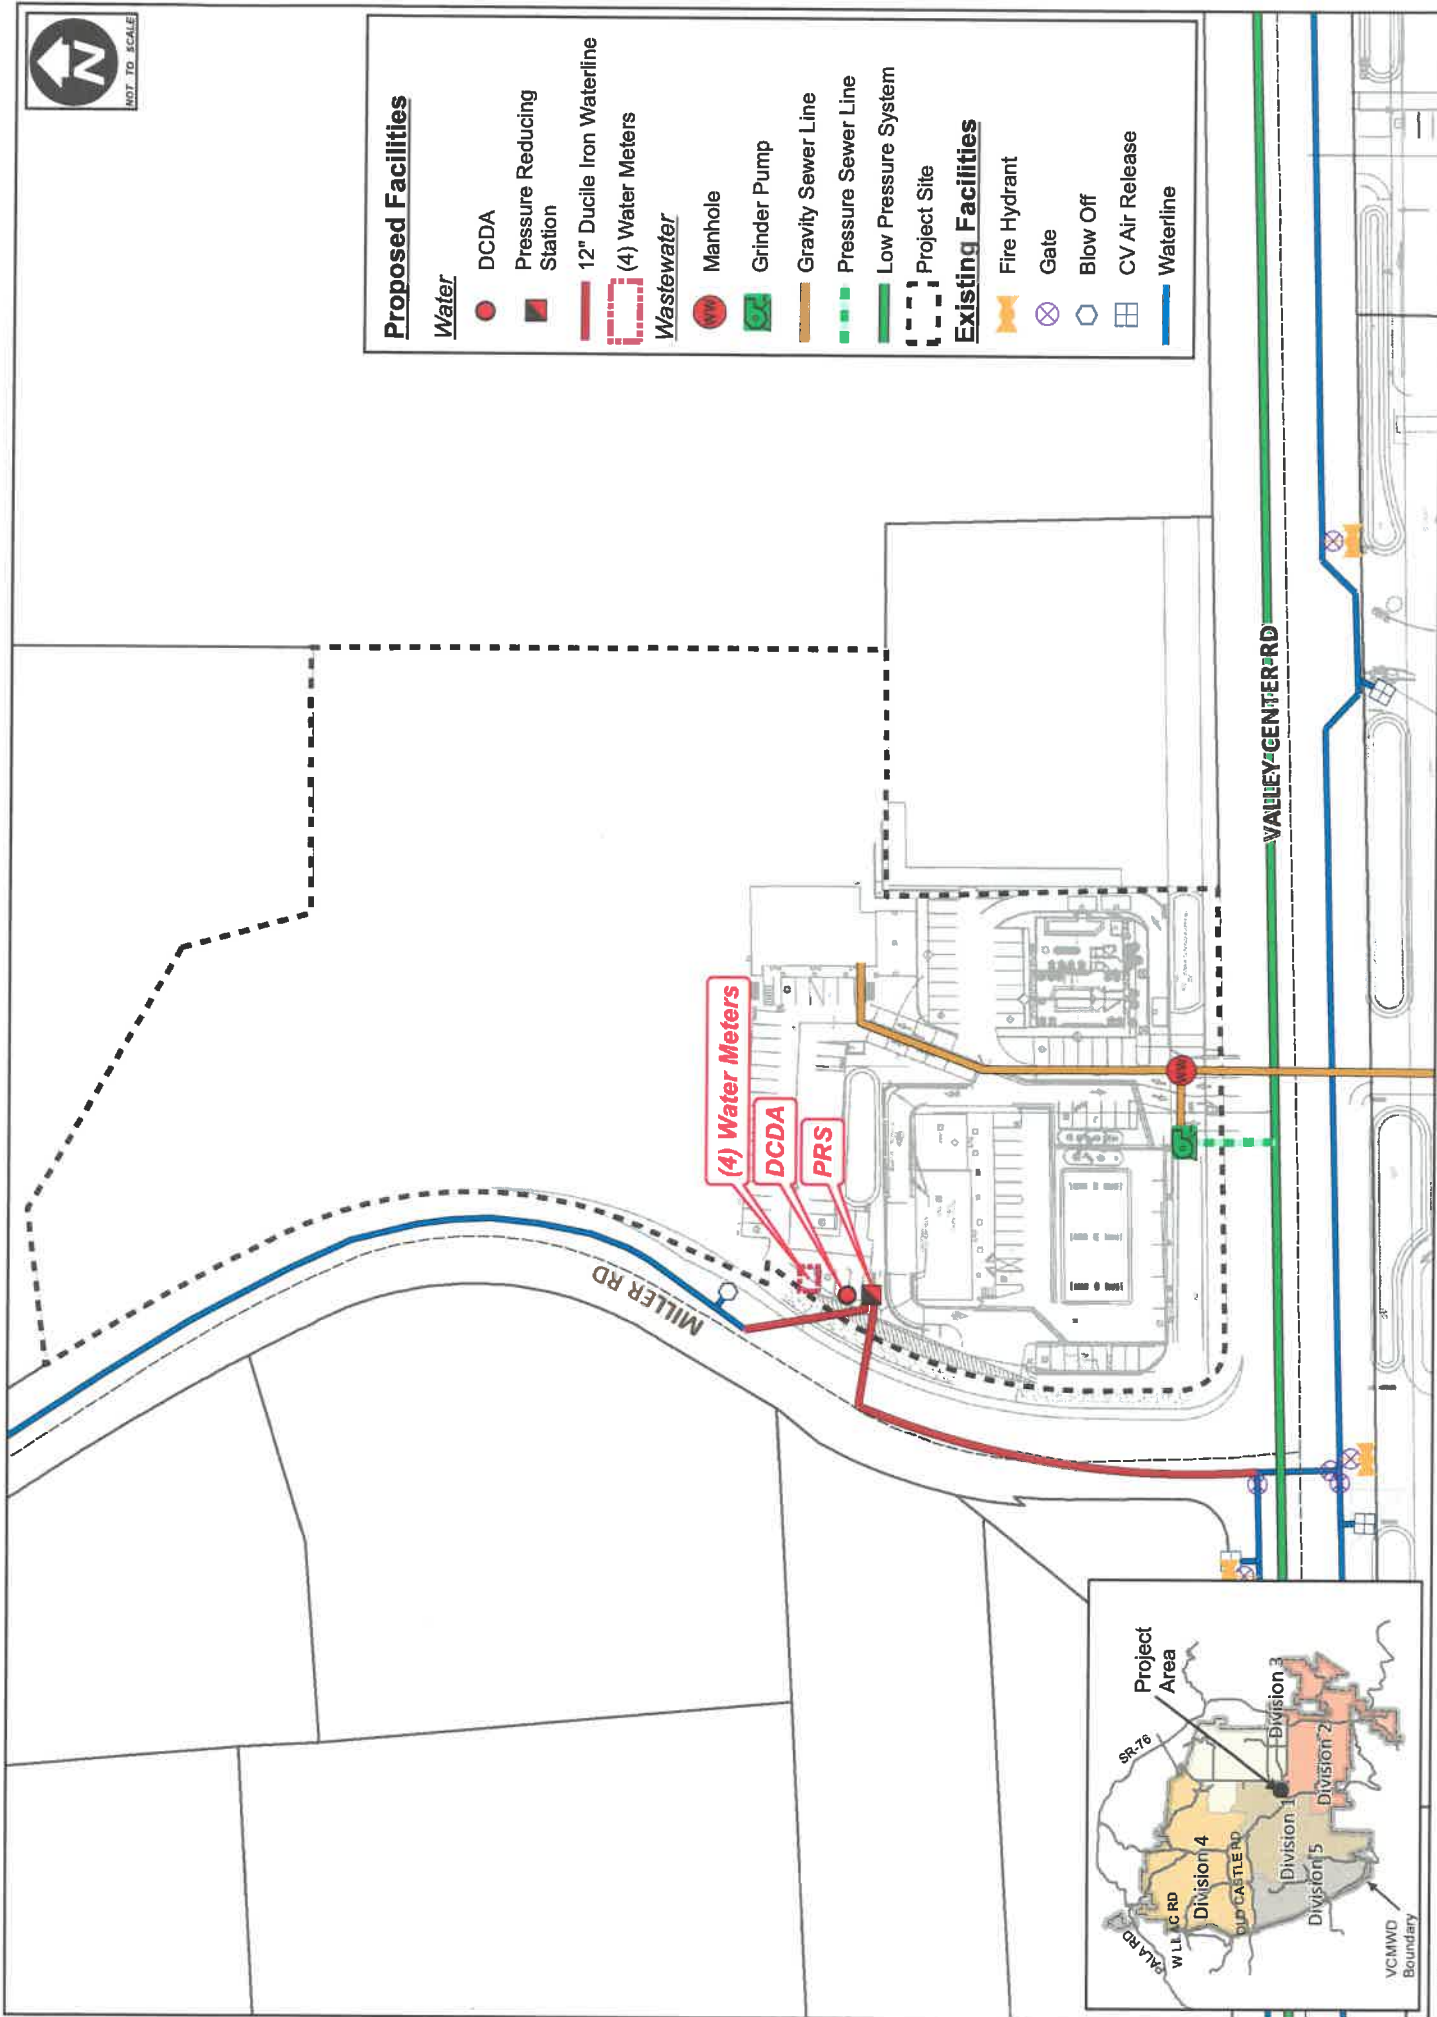 N
NOT TO SCALE
Proposed Facilities
Water
DCDA
Pressure Reducing
Station
12" Ducile Iron Waterline
(4) Water Meters
Wastewater
WW
Manhole
Grinder Pump
Gravity Sewer Line
Pressure Sewer Line
Low Pressure System
Project Site
Existing Facilities
Fire Hydrant
Gate
Blow Off
CV Air Release
Waterline
(4) Water Meters
DCDA
PRS
MILLER RD
WW
VALLEY CENTER RD
Project
Area
SR-76
PALA RD
W LILAC RD
Division 4
OLD CASTLE RD
Division 1
Division 3
Division 2
Division 5
VCMWD
Boundary